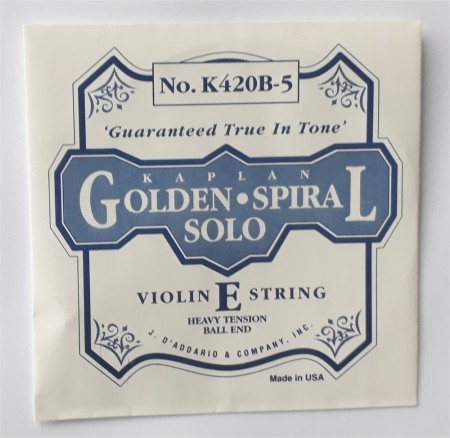 No. K420B-5
'Guaranteed True In Tone'
KAPLAN
GOLDEN • SPIRAL
SOLO
VIOLIN E STRING
HEAVY TENSION
BALL END
J. D'ADDARIO & COMPANY, INC.
Made in USA